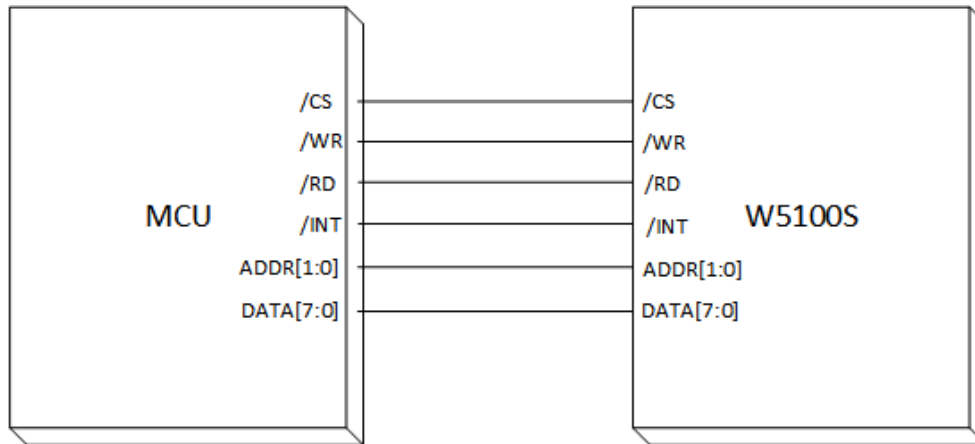 MCU
/CS
/WR
/RD
/INT
ADDR[1:0]
DATA[7:0]
/CS
/WR
/RD
/INT
ADDR[1:0]
DATA[7:0]
W5100S